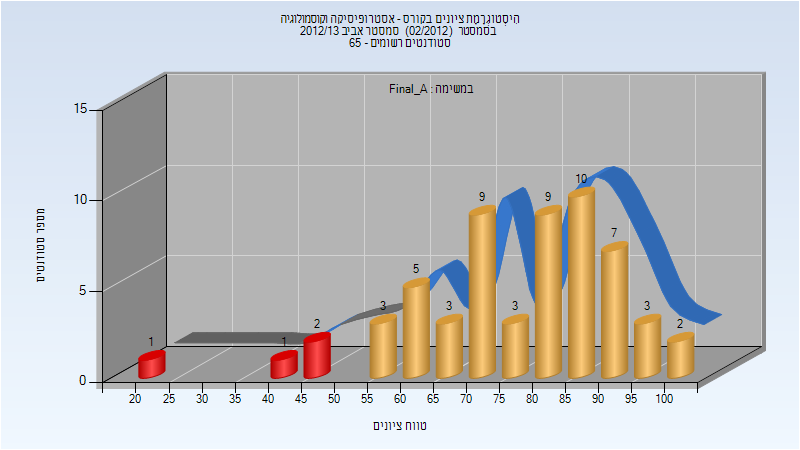 היסטוגרמת ציונים בקורס - אסטרופיסיקה וקוסמולוגיה
בסמסטר (02/2012) סמסטר אביב 2012/13
סטודנטים רשומים - 65
במשימה : Final_A
מספר סטודנטים
15
10
5
0
1 1 2 3 5 3 9 3 9 10 7 3 2
20 25 30 35 40 45 50 55 60 65 70 75 80 85 90 95 100
טווח ציונים